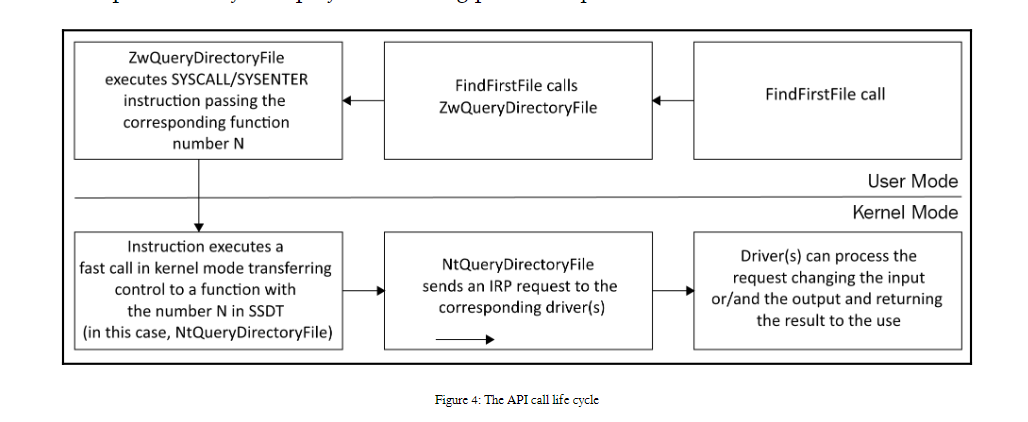 ZwQueryDirectoryFile
executes SYSCALL/SYSENTER
instruction passing the
corresponding function
number N
FindFirstFile calls
ZwQueryDirectoryFile
FindFirstFile call
User Mode
Kernel Mode
Instruction executes a
fast call in kernel mode transferring
control to a function with
the number N in SSDT
(in this case, NtQueryDirectoryFile)
NtQueryDirectoryFile
sends an IRP request to the
corresponding driver(s)
Driver(s) can process the
request changing the input
or/and the output and returning
the result to the use
Figure 4: The API call life cycle